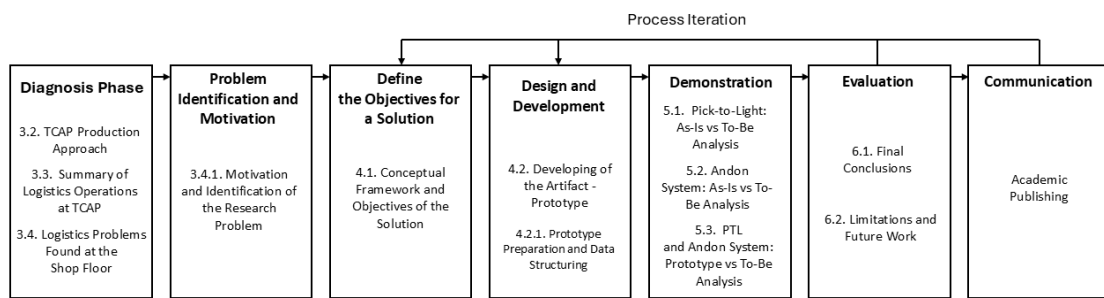 Process Iteration
Diagnosis Phase
3.2. TCAP Production
Approach
3.3. Summary of
Logistics Operations
at TCAP
3.4. Logistics Problems
Found at the
Shop Floor
Problem
Identification and
Motivation
3.4.1. Motivation
and Identification of
the Research
Problem
Define
the Objectives for
a Solution
4.1. Conceptual
Framework and
Objectives of the
Solution
Design and
Development
4.2. Developing of
the Artifact -
Prototype
4.2.1. Prototype
Preparation and Data
Structuring
Demonstration
5.1. Pick-to-Light:
As-Is vs To-Be
Analysis
5.2. Andon
System: As-Is vs To-
Be Analysis
5.3. PTL
and Andon System:
Prototype vs To-Be
Analysis
Evaluation
6.1. Final
Conclusions
6.2. Limitations and
Future Work
Communication
Academic
Publishing